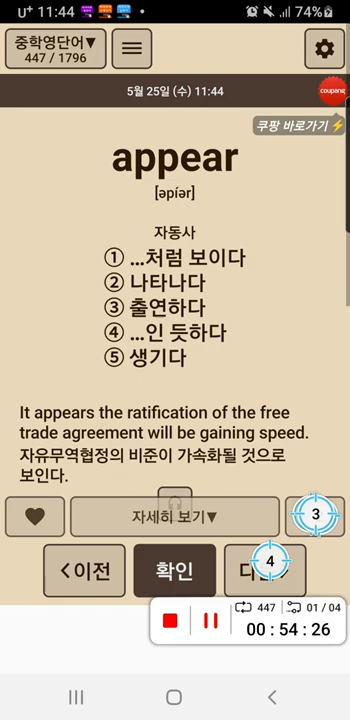 U+ 11:44 74%
중학영단어▼
447 / 1796
5월 25일 (수) 11:44
coupang
쿠팡 바로가기⚡
appear
[əpíər]
자동사
① ...처럼 보이다
② 나타나다
③ 출연하다
④ ...인 듯하다
⑤ 생기다
It appears the ratification of the free
trade agreement will be gaining speed.
자유무역협정의 비준이 가속화될 것으로
보인다.
자세히 보기▼
3
<이전
확인
4
447 01 / 04
00 : 54 : 26